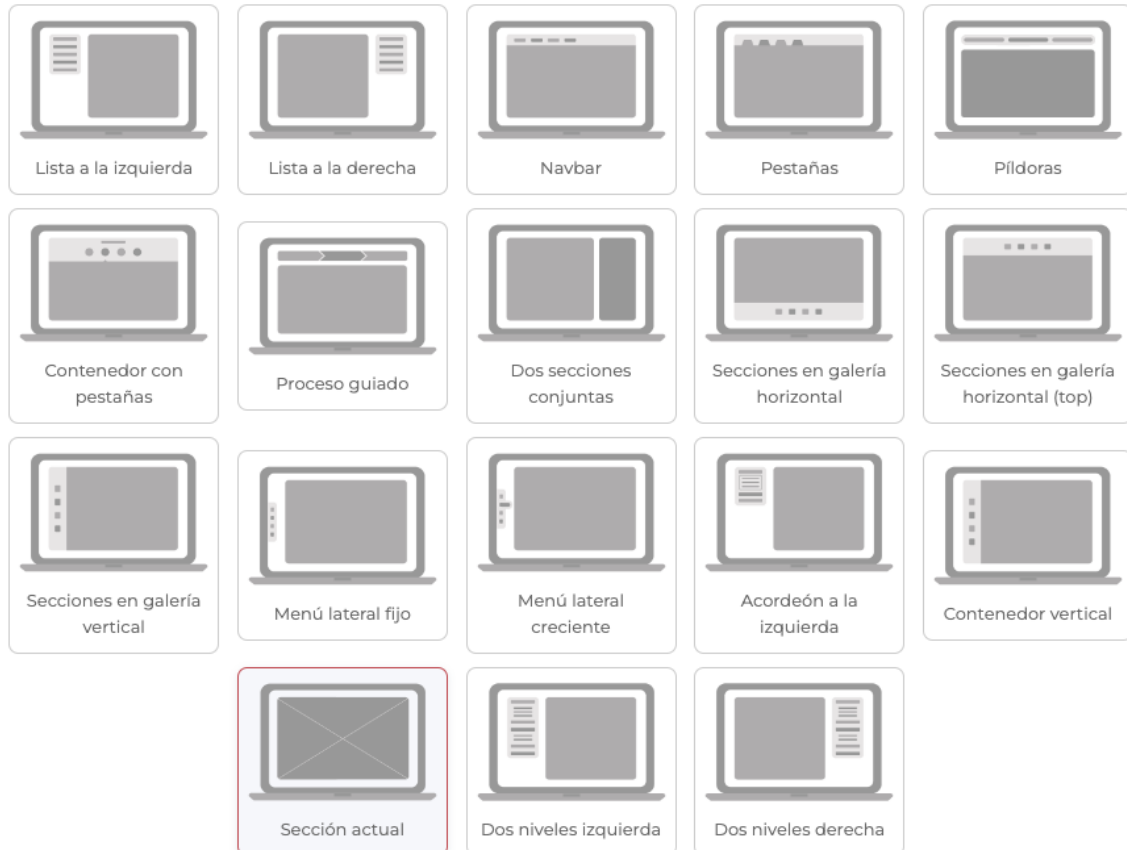 Lista a la izquierda
Lista a la derecha
Navbar
Pestañas
Píldoras
Contenedor con
pestañas
Proceso guiado
Dos secciones
conjuntas
Secciones en galería
horizontal
Secciones en galería
horizontal (top)
Secciones en galería
vertical
Menú lateral fijo
Menú lateral
creciente
Acordeón a la
izquierda
Contenedor vertical
Sección actual
Dos niveles izquierda
Dos niveles derecha